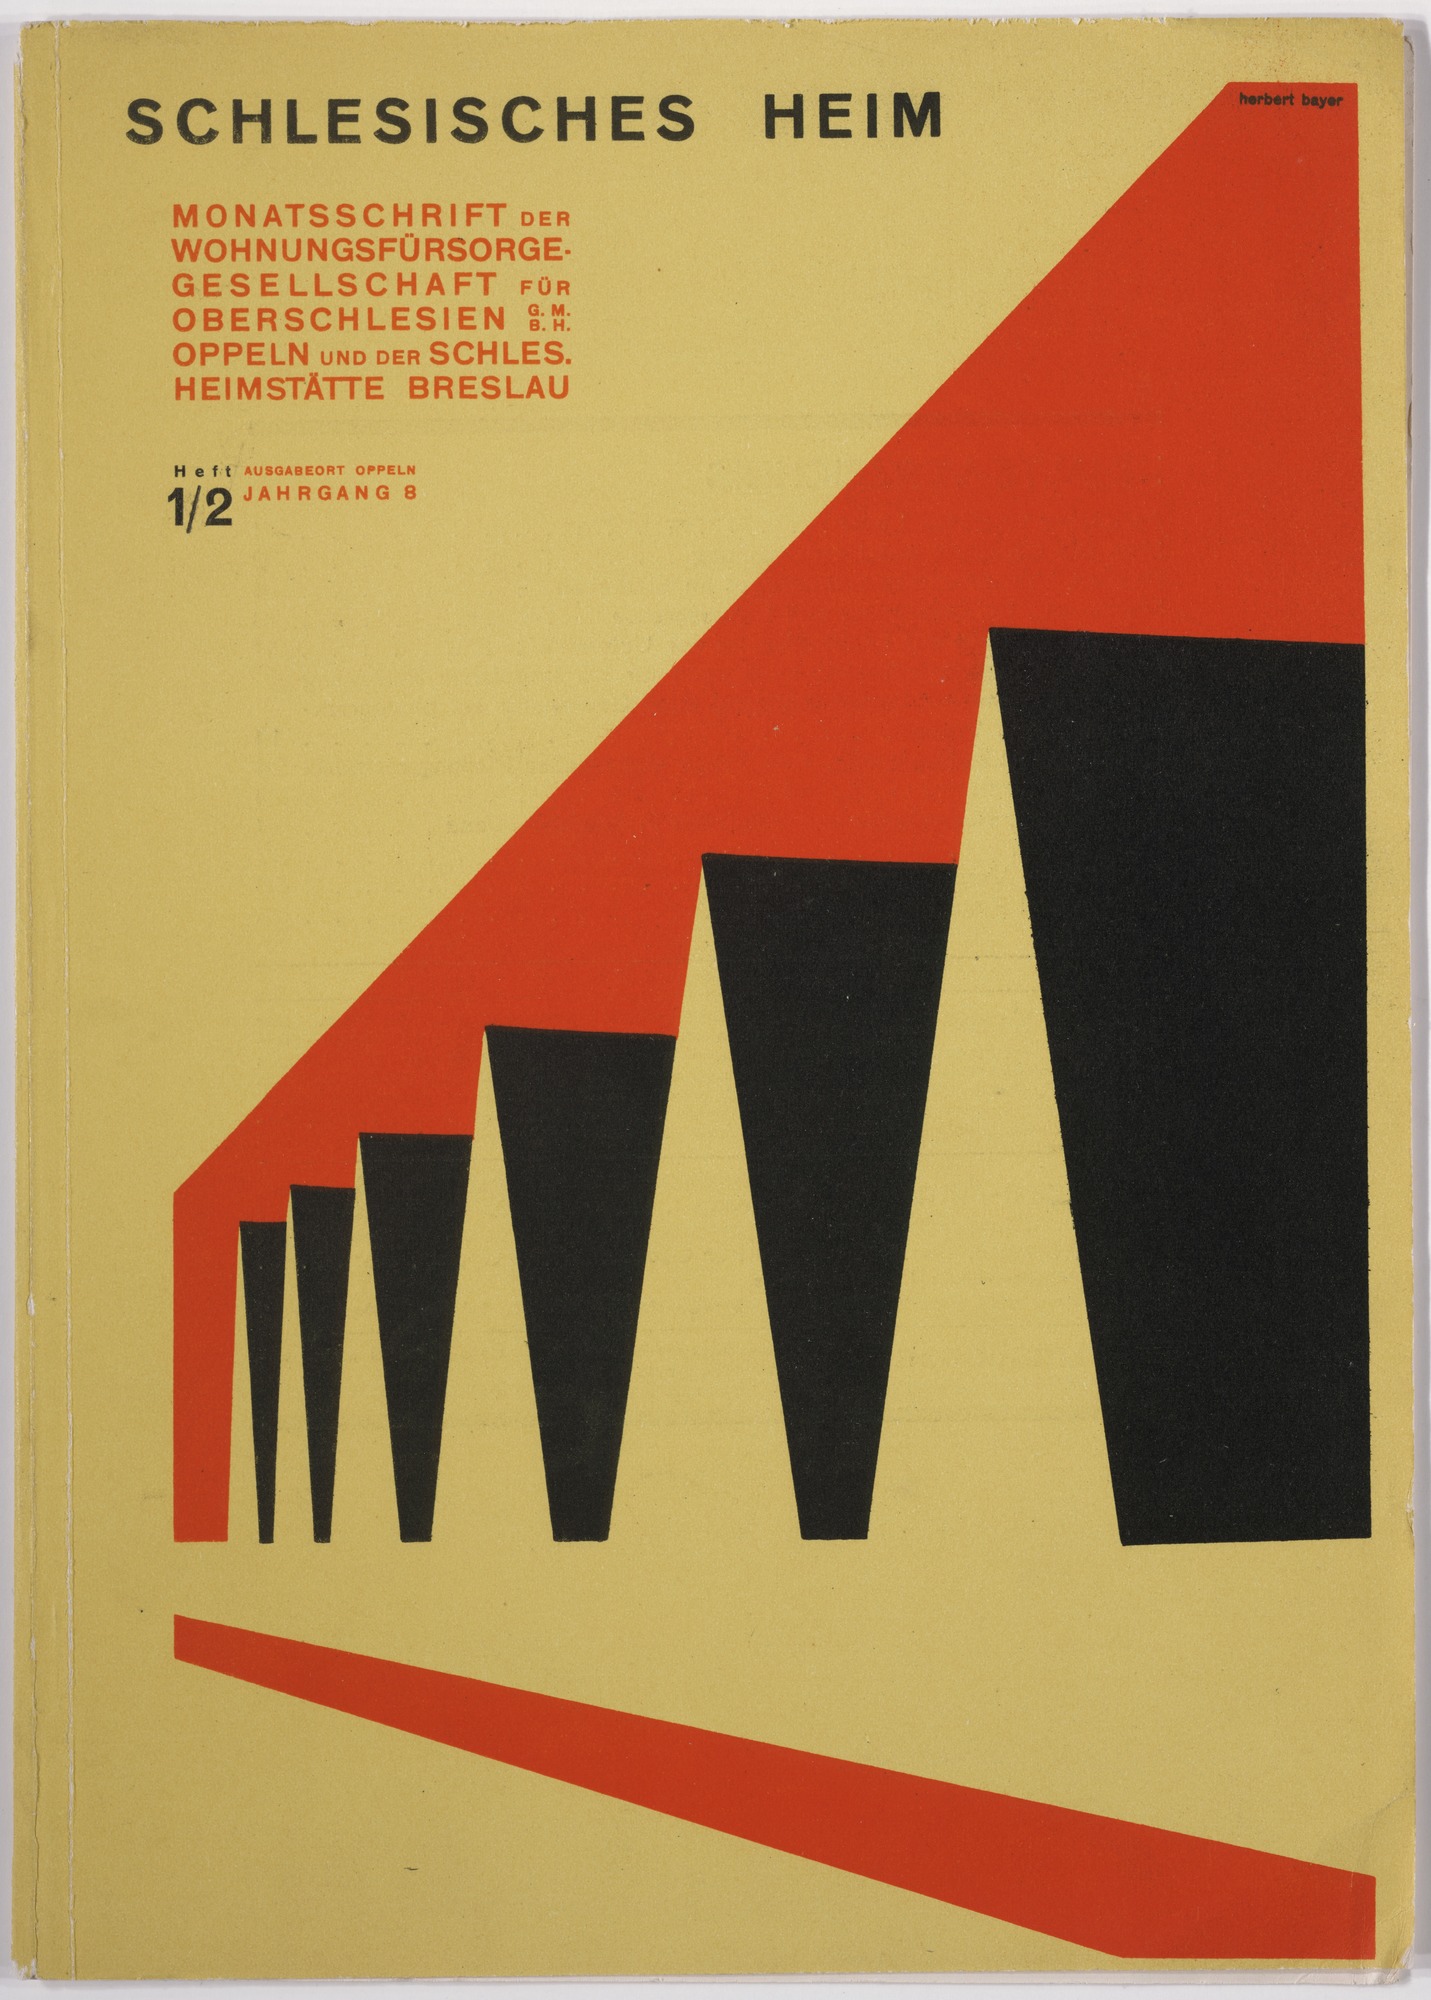 SCHLESISCHES HEIM
herbert bayer
MONATSSCHRIFT DER
WOHNUNGSFÜRSORGE-
GESELLSCHAFT FÜR
OBERSCHLESIEN G. M. B. H.
OPPELN UND DER SCHLES.
HEIMSTÄTTE BRESLAU
Heft AUSGABEORT OPPELN
1/2 JAHRGANG 8